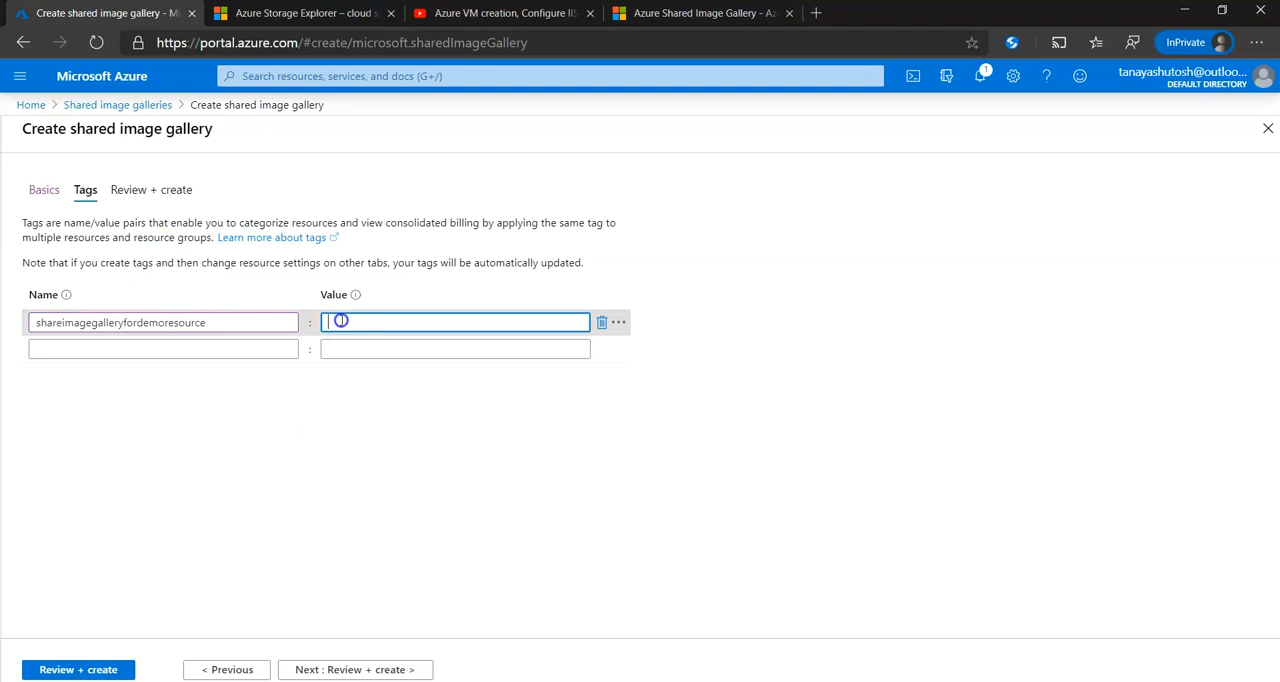 Create shared image gallery - Mi
Azure Storage Explorer – cloud s
Azure VM creation, Configure IIS
Azure Shared Image Gallery - Az
https://portal.azure.com/#create/microsoft.sharedImageGallery
InPrivate
Microsoft Azure
Search resources, services, and docs (G+/)
1
tanayashutosh@outloo...
DEFAULT DIRECTORY
Home > Shared image galleries > Create shared image gallery
Create shared image gallery
Basics Tags Review + create
Tags are name/value pairs that enable you to categorize resources and view consolidated billing by applying the same tag to
multiple resources and resource groups. Learn more about tags
Note that if you create tags and then change resource settings on other tabs, your tags will be automatically updated.
Name Value
shareimagegalleryfordemoresource :
:
Review + create < Previous Next : Review + create >